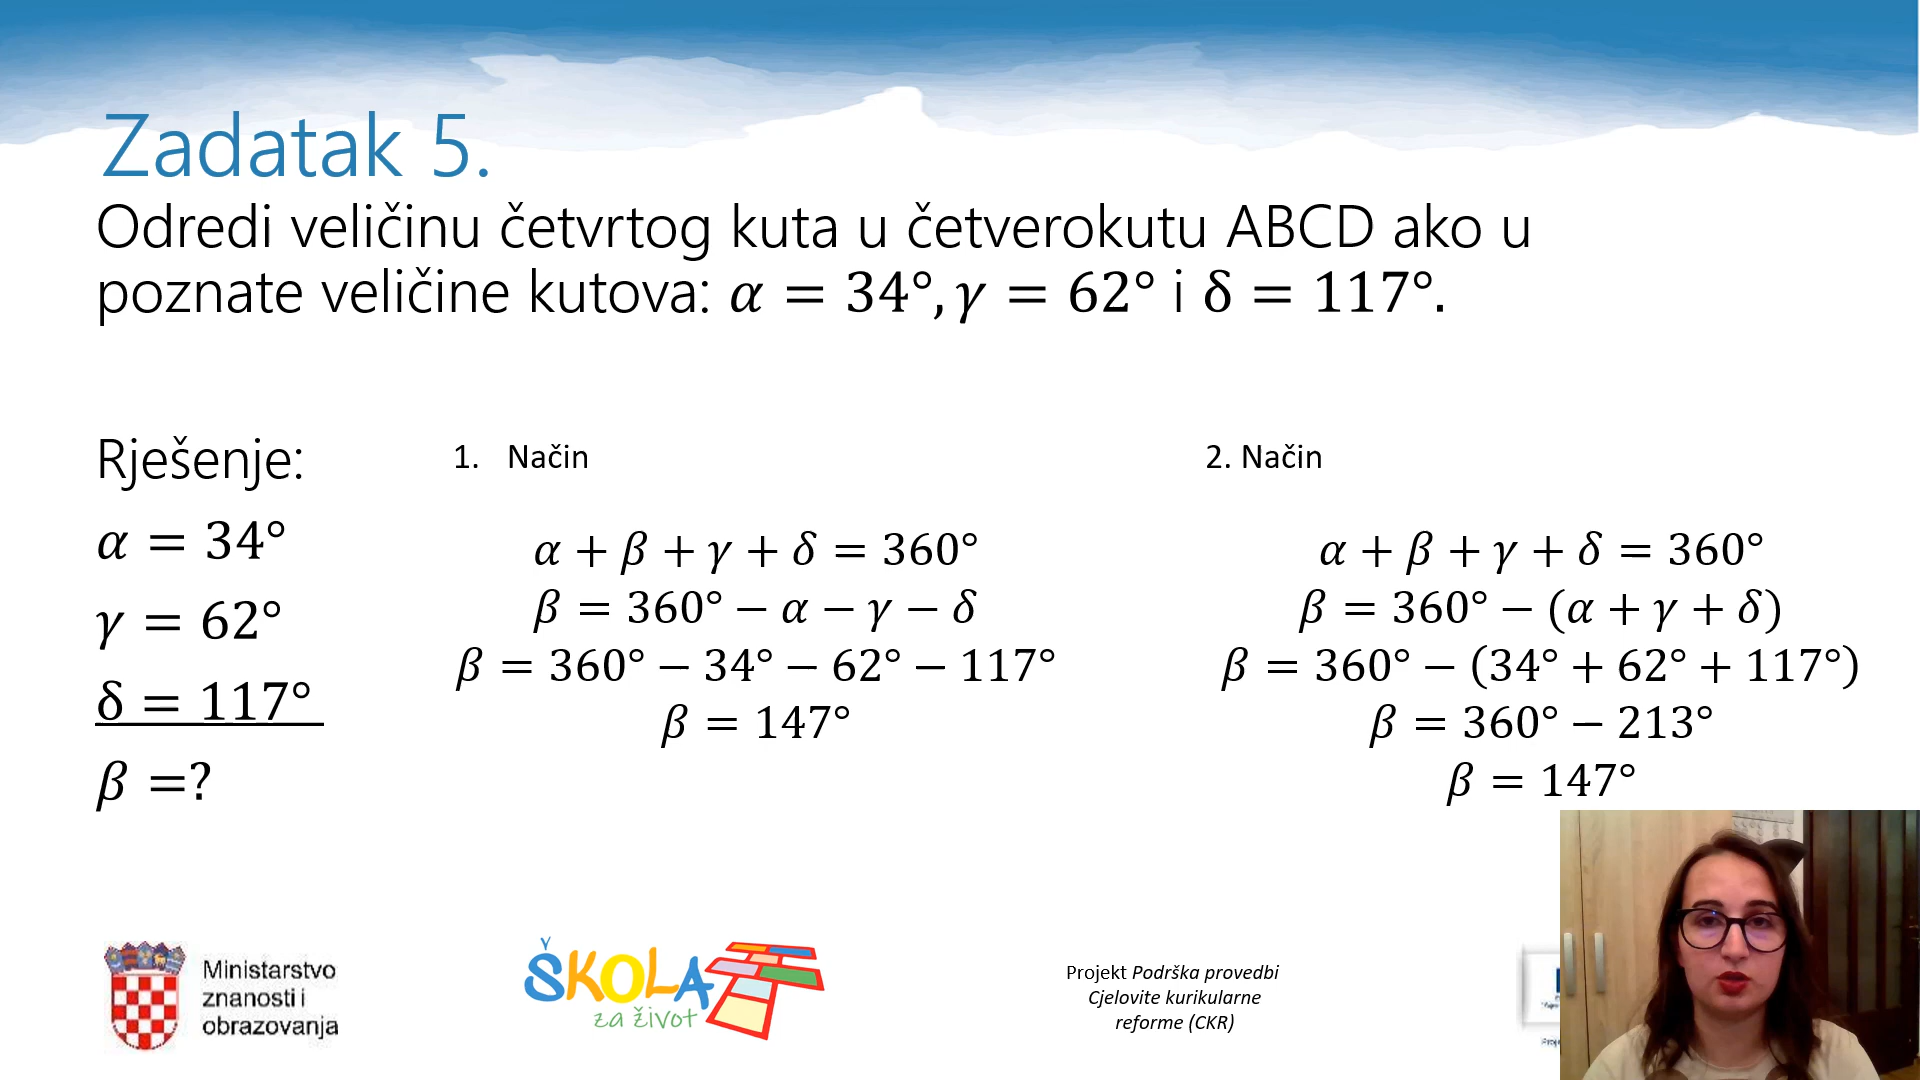 Zadatak 5.
Odredi veličinu četvrtog kuta u četverokutu ABCD ako u
poznate veličine kutova: α = 34°, γ = 62° i δ = 117°.
Rješenje:
α = 34°
γ = 62°
δ = 117°
β =?
1. Način
α + β + γ + δ = 360°
β = 360° − α − γ − δ
β = 360° − 34° − 62° − 117°
β = 147°
2. Način
α + β + γ + δ = 360°
β = 360° − (α + γ + δ)
β = 360° − (34° + 62° + 117°)
β = 360° − 213°
β = 147°
Ministarstvo
znanosti i
obrazovanja
ŠKOLA
za život
Projekt Podrška provedbi
Cjelovite kurikularne
reforme (CKR)